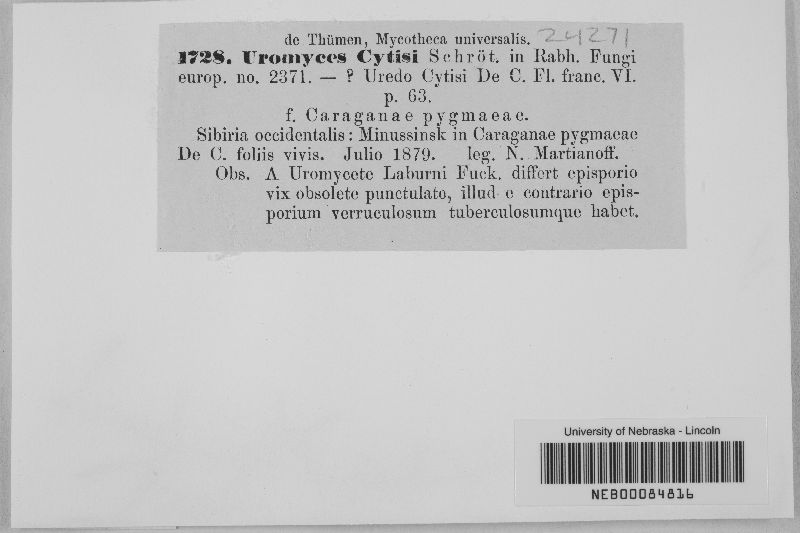 de Thümen, Mycotheca universalis. 24271
1728. Uromyces Cytisi Schröt. in Rabh. Fungi
europ. no. 2371. — ? Uredo Cytisi De C. Fl. franc. VI.
p. 63.
f. Caraganae pygmaeae.
Sibiria occidentalis: Minussinsk in Caraganae pygmaeae
De C. foliis vivis. Julio 1879. leg. N. Martianoff.
Obs. A Uromycete Laburni Fuck. differt episporio
vix obsolete punctulato, illud e contrario epis-
porium verruculosum tuberculosumque habet.
University of Nebraska - Lincoln
NEB00084816